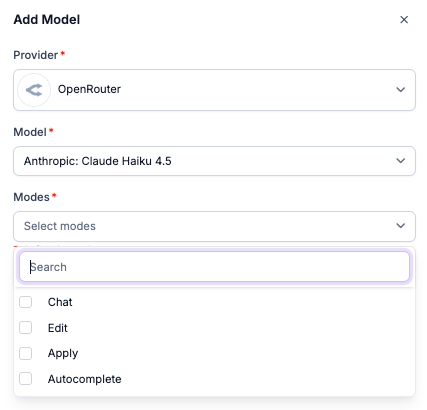 Add Model
Provider*
OpenRouter
Model*
Anthropic: Claude Haiku 4.5
Modes*
Select modes
Search
Chat
Edit
Apply
Autocomplete